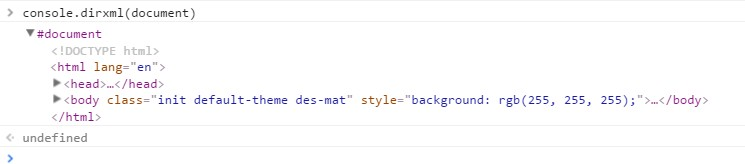 console.dirxml(document)
#document
<!DOCTYPE html>
<html lang="en">
<head>…</head>
<body class="init default-theme des-mat" style="background: rgb(255, 255, 255);">…</body>
</html>
undefined